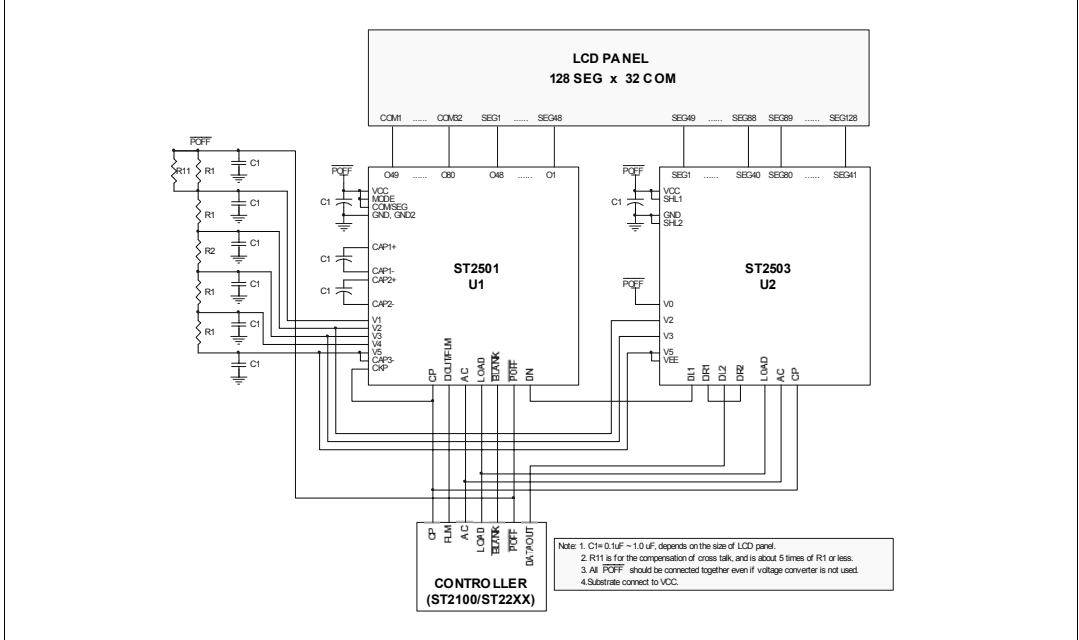 LCD PANEL
128 SEG x 32 COM
COM1 ...... COM32 SEG1 ...... SEG48 SEG49 ...... SEG88 SEG89 ...... SEG128
POFF
R11 R1 C1
R1 C1
R2 C1
R1 C1
R1 C1
C1
POFF
O49 ...... O80 O48 ...... O1
VCC
MODE
COM/SEG
GND, GND2
C1
CAP1+
C1
CAP1-
CAP2+
C1
CAP2-
V1
V2
V3
V4
V5
CAP3-
CKP
ST2501
U1
CP DOUT/FLM AC LOAD BLANK POFF DIN
POFF
SEG1 ...... SEG40 SEG80 ...... SEG41
VCC
SHL1
C1
GND
SHL2
POFF
V0
V2
V3
V5
VEE
ST2503
U2
DL1 DR1 DL2 DR2 LOAD AC CP
CP FLM AC LOAD BLANK POFF DATAOUT
CONTROLLER
(ST2100/ST22XX)
Note: 1. C1= 0.1uF ~ 1.0 uF, depends on the size of LCD panel.
2. R11 is for the compensation of cross talk, and is about 5 times of R1 or less.
3. All POFF should be connected together even if voltage converter is not used.
4.Substrate connect to VCC.